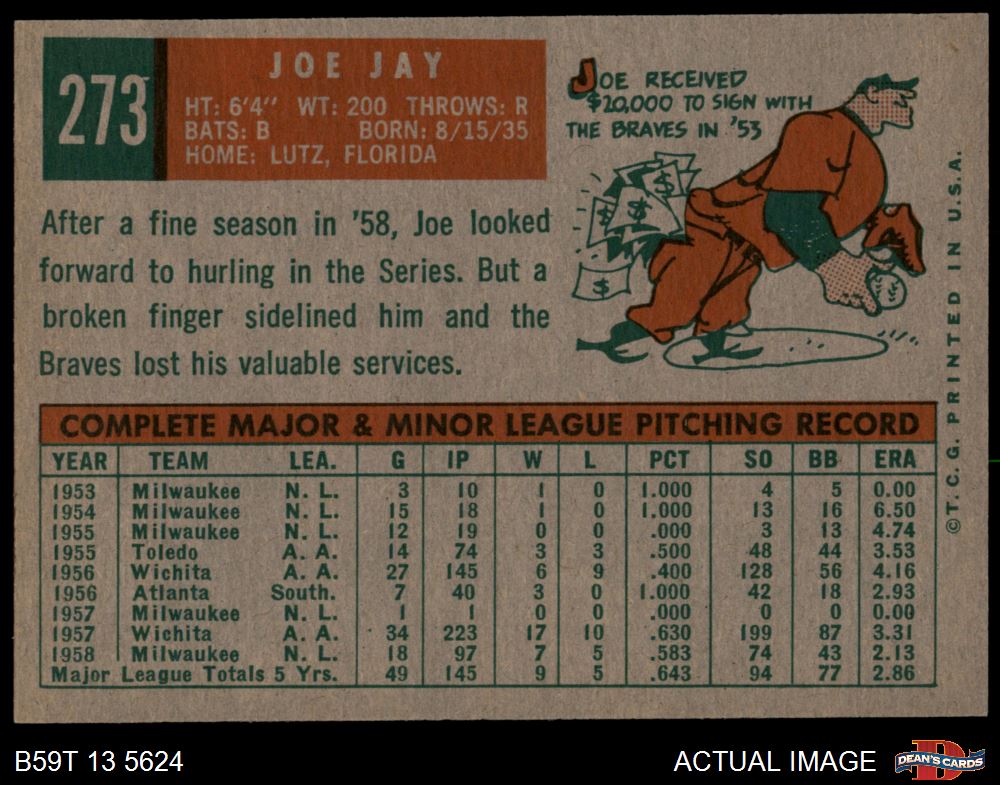 273
JOE JAY
HT: 6'4" WT: 200 THROWS: R
BATS: B BORN: 8/15/35
HOME: LUTZ, FLORIDA
JOE RECEIVED
$20,000 TO SIGN WITH
THE BRAVES IN '53
$
$
$
$
After a fine season in '58, Joe looked
forward to hurling in the Series. But a
broken finger sidelined him and the
Braves lost his valuable services.
COMPLETE MAJOR & MINOR LEAGUE PITCHING RECORD
YEAR TEAM LEA. G IP W L PCT SO BB ERA
1953 Milwaukee N. L. 3 10 1 0 1.000 4 5 0.00
1954 Milwaukee N. L. 15 18 1 0 1.000 13 16 6.50
1955 Milwaukee N. L. 12 19 0 0 .000 3 13 4.74
1955 Toledo A. A. 14 74 3 3 .500 48 44 3.53
1956 Wichita A. A. 27 145 6 9 .400 128 56 4.16
1956 Atlanta South. 7 40 3 0 1.000 42 18 2.93
1957 Milwaukee N. L. 1 1 0 0 .000 0 0 0.00
1957 Wichita A. A. 34 223 17 10 .630 199 87 3.31
1958 Milwaukee N. L. 18 97 7 5 .583 74 43 2.13
Major League Totals 5 Yrs. 49 145 9 5 .643 94 77 2.86
©T. C. G. PRINTED IN U.S.A.
B59T 13 5624
ACTUAL IMAGE
DEAN'S CARDS